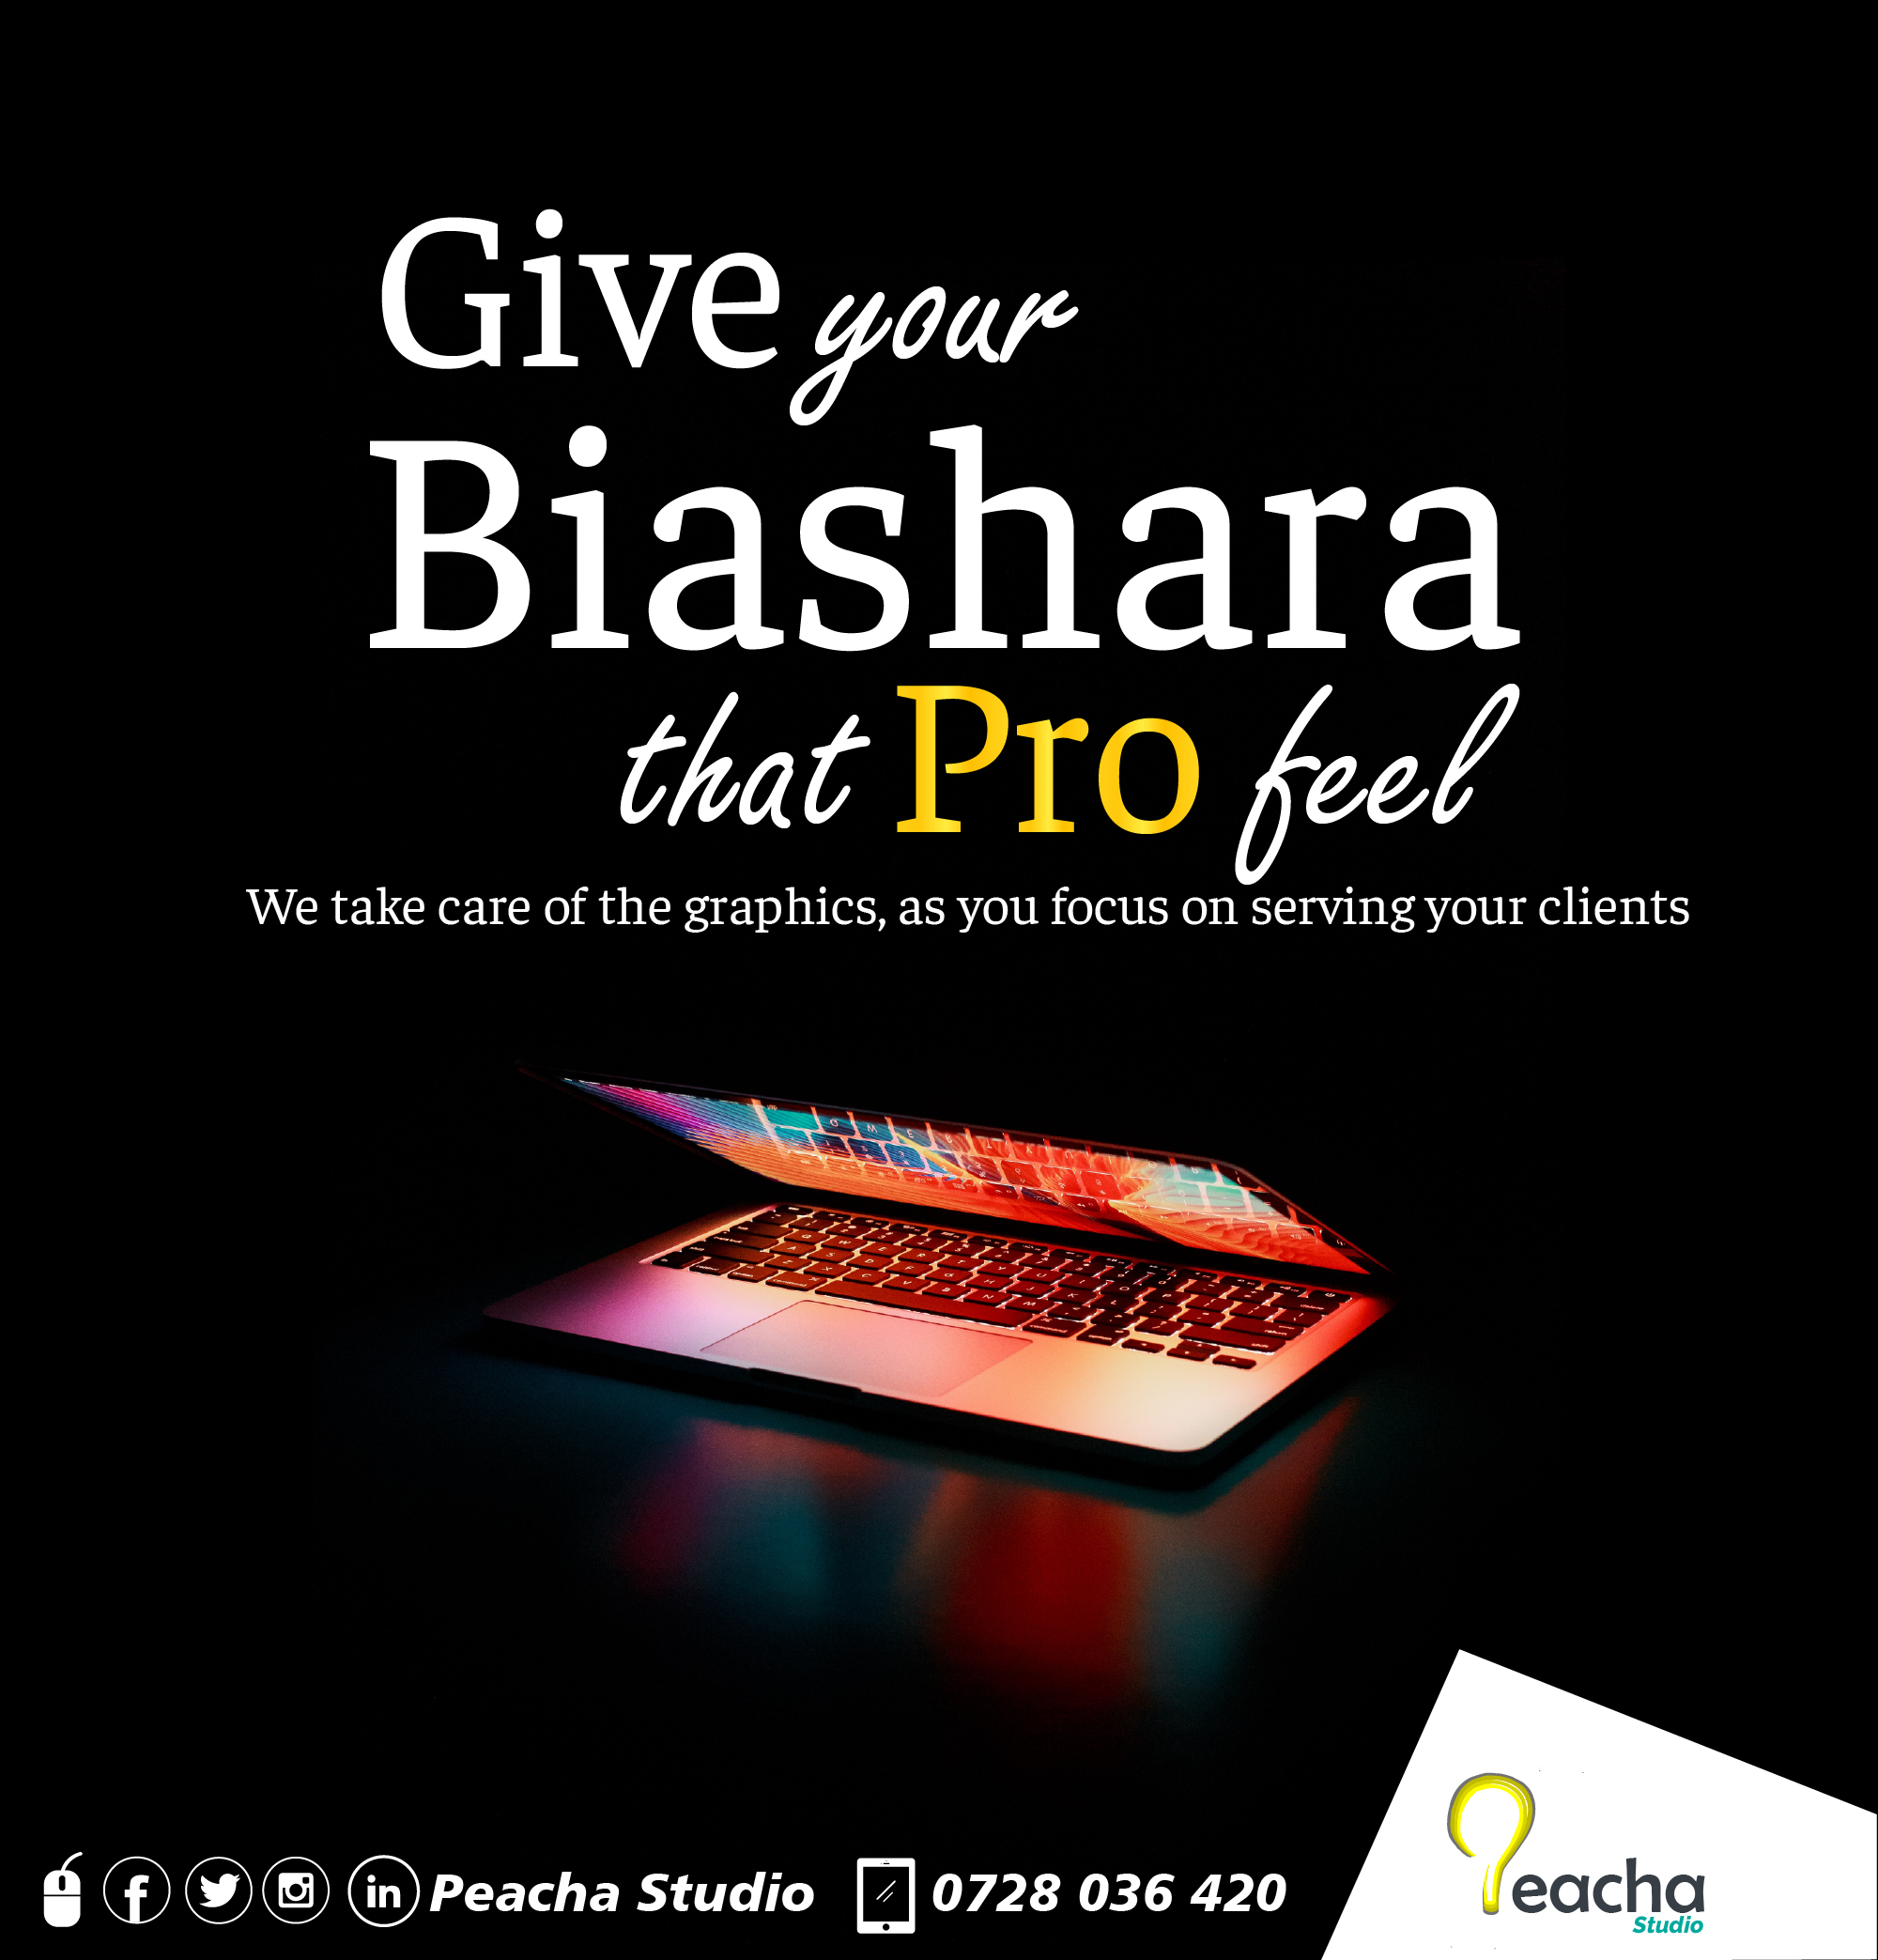 Give your
Biashara
that Pro feel
We take care of the graphics, as you focus on serving your clients
Peacha Studio 0728 036 420
Peacha
Studio